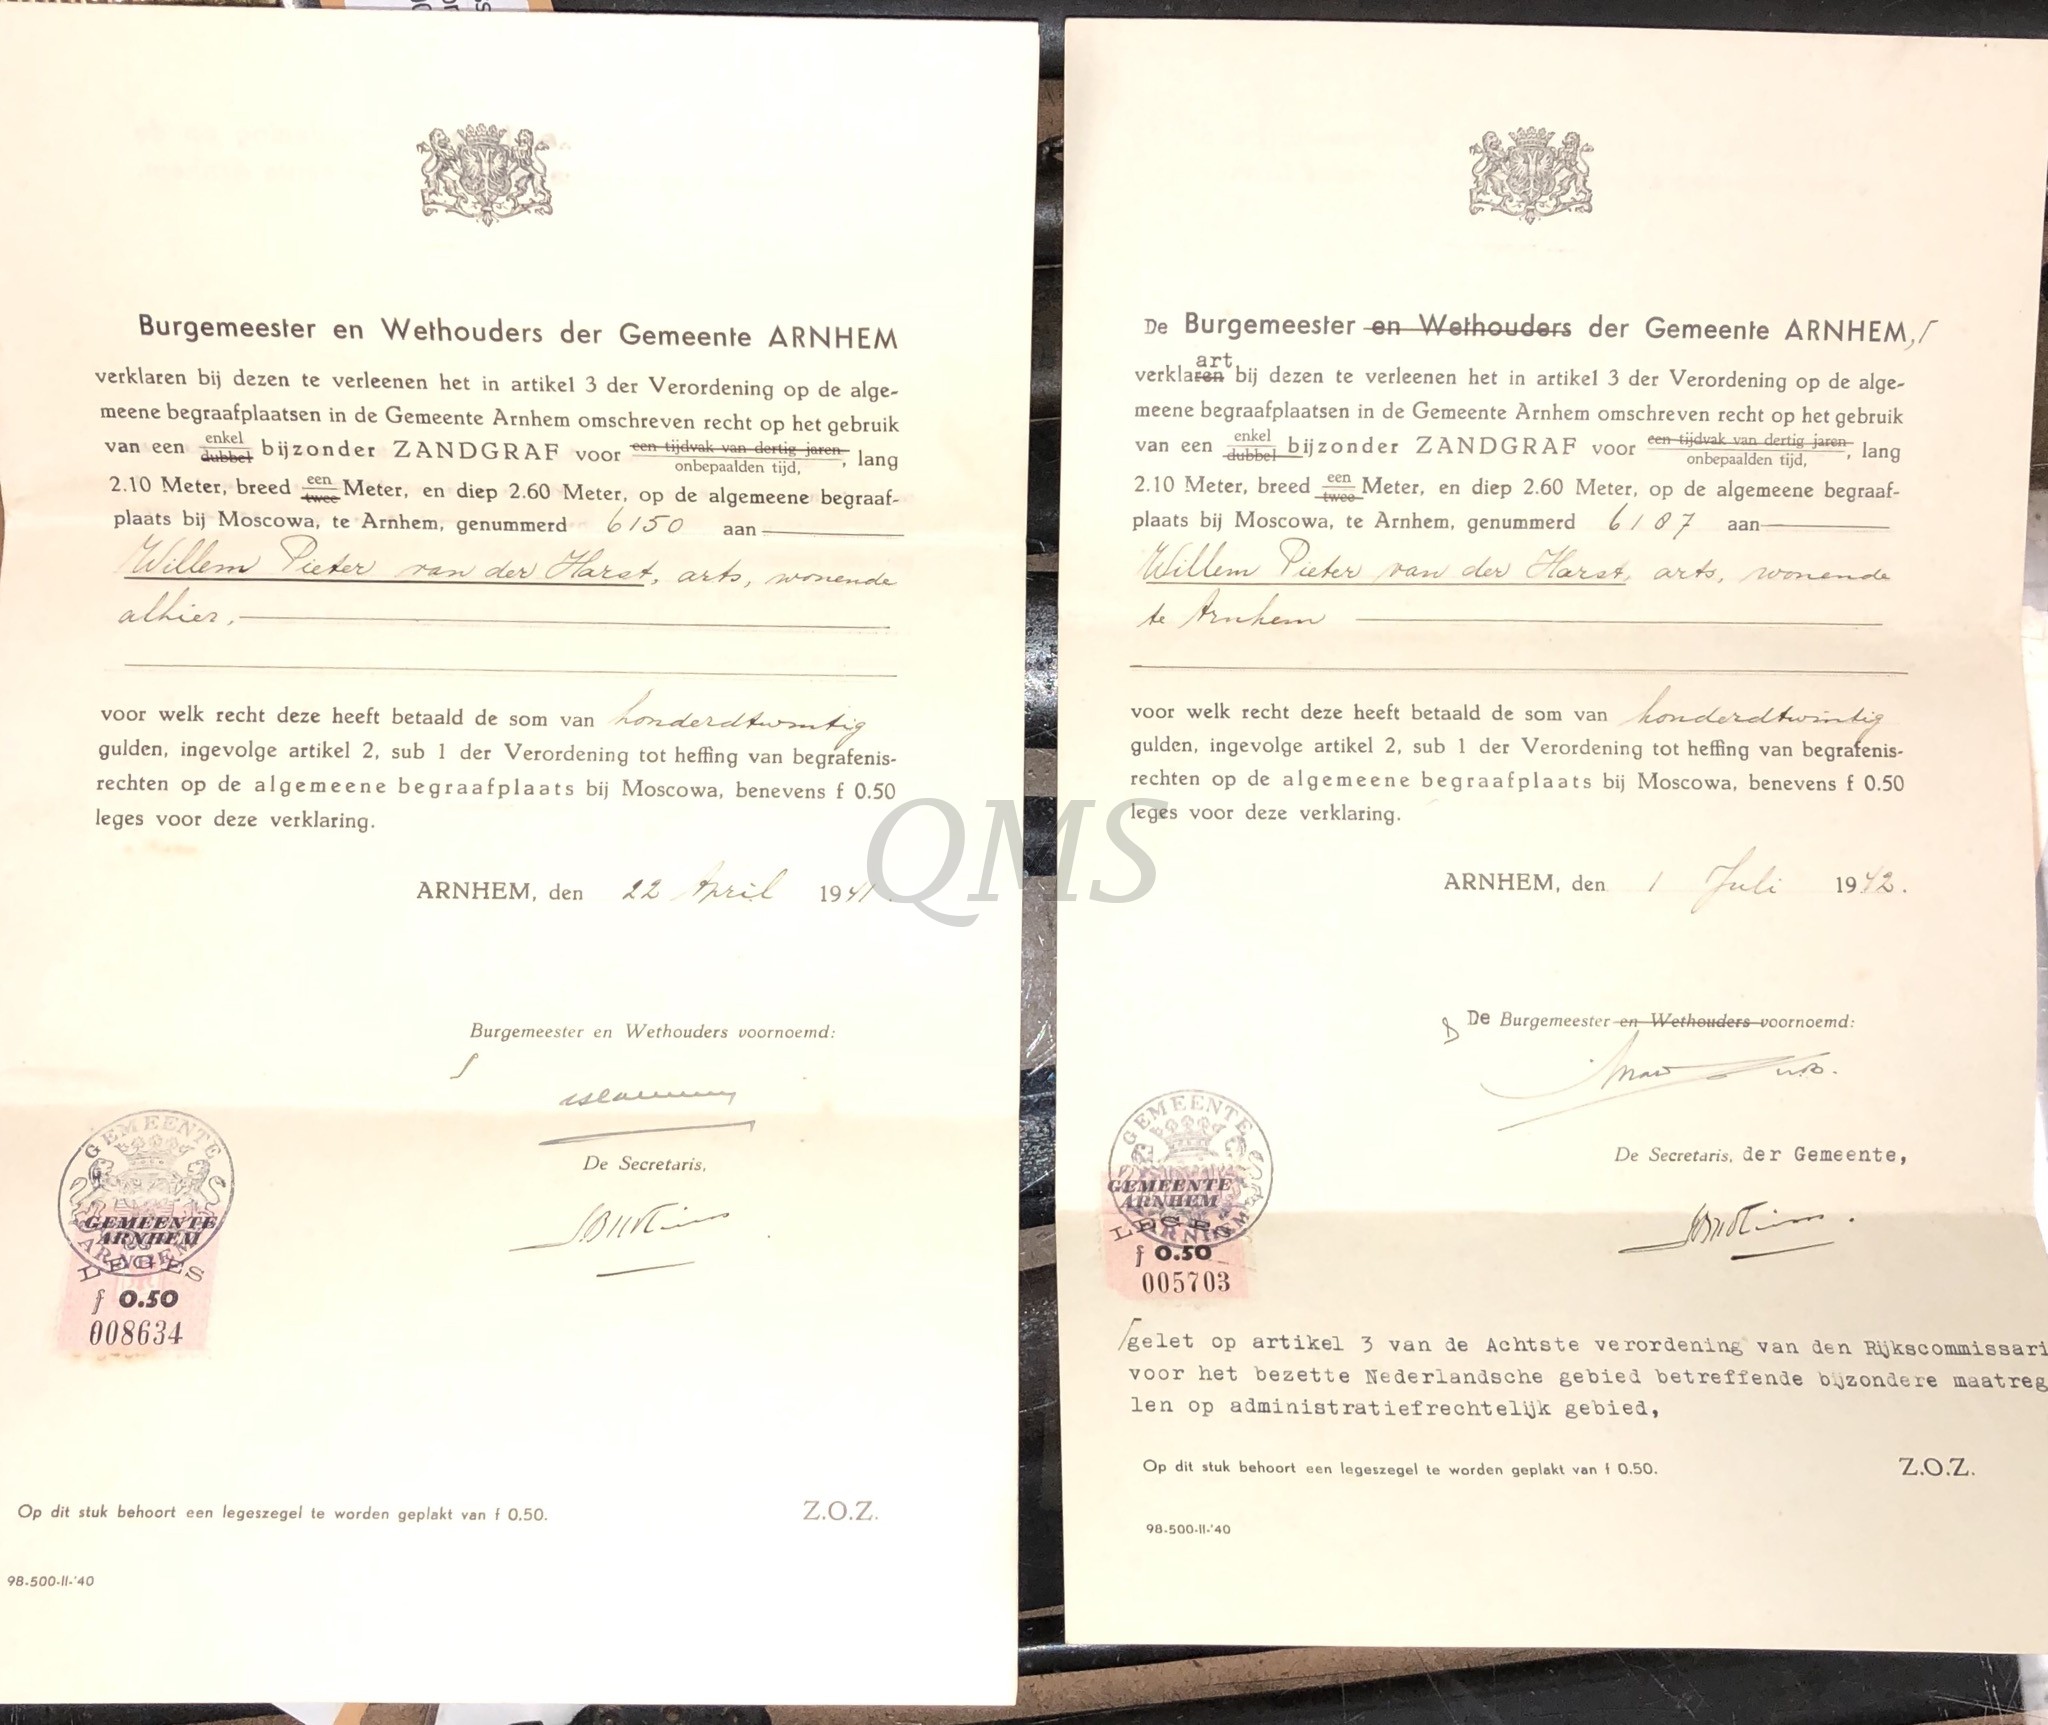 Burgemeester en Wethouders der Gemeente ARNHEM
verklaren bij dezen te verleenen het in artikel 3 der Verordening op de alge-
meene begraafplaatsen in de Gemeente Arnhem omschreven recht op het gebruik
van een enkel dubbel bijzonder ZANDGRAF voor een tijdvak van dertig jaren onbepaalden tijd, , lang
2.10 Meter, breed een twee Meter, en diep 2.60 Meter, op de algemeene begraaf-
plaats bij Moscowa, te Arnhem, genummerd 6150 aan
Willem Pieter van der Harst, arts, wonende
alhier,
voor welk recht deze heeft betaald de som van honderdtwintig
gulden, ingevolge artikel 2, sub 1 der Verordening tot heffing van begrafenis-
rechten op de algemeene begraafplaats bij Moscowa, benevens f 0.50
leges voor deze verklaring.
ARNHEM, den 22 April 1941.
Burgemeester en Wethouders voornoemd:
De Secretaris,
GEMEENTE ARNHEM
GEMEENTE
ARNHEM
LEGES
f 0.50
008634
Op dit stuk behoort een legeszegel te worden geplakt van f 0.50.
Z.O.Z.
98-500-II-'40
De Burgemeester en Wethouders der Gemeente ARNHEM,
art
verklaren bij dezen te verleenen het in artikel 3 der Verordening op de alge-
meene begraafplaatsen in de Gemeente Arnhem omschreven recht op het gebruik
van een enkel dubbel bijzonder ZANDGRAF voor een tijdvak van dertig jaren onbepaalden tijd, , lang
2.10 Meter, breed een twee Meter, en diep 2.60 Meter, op de algemeene begraaf-
plaats bij Moscowa, te Arnhem, genummerd 6187 aan
Willem Pieter van der Harst, arts, wonende
te Arnhem
voor welk recht deze heeft betaald de som van honderdtwintig
gulden, ingevolge artikel 2, sub 1 der Verordening tot heffing van begrafenis-
rechten op de algemeene begraafplaats bij Moscowa, benevens f 0.50
leges voor deze verklaring.
ARNHEM, den 1 Juli 1942.
De Burgemeester en Wethouders voornoemd:
De Secretaris, der Gemeente,
GEMEENTE ARNHEM
GEMEENTE
ARNHEM
LEGES
f 0.50
005703
gelet op artikel 3 van de Achtste verordening van den Rijkscommissari
voor het bezette Nederlandsche gebied betreffende bijzondere maatreg
len op administratiefrechtelijk gebied,
Op dit stuk behoort een legeszegel te worden geplakt van f 0.50.
Z.O.Z.
98-500-II-'40
QMS